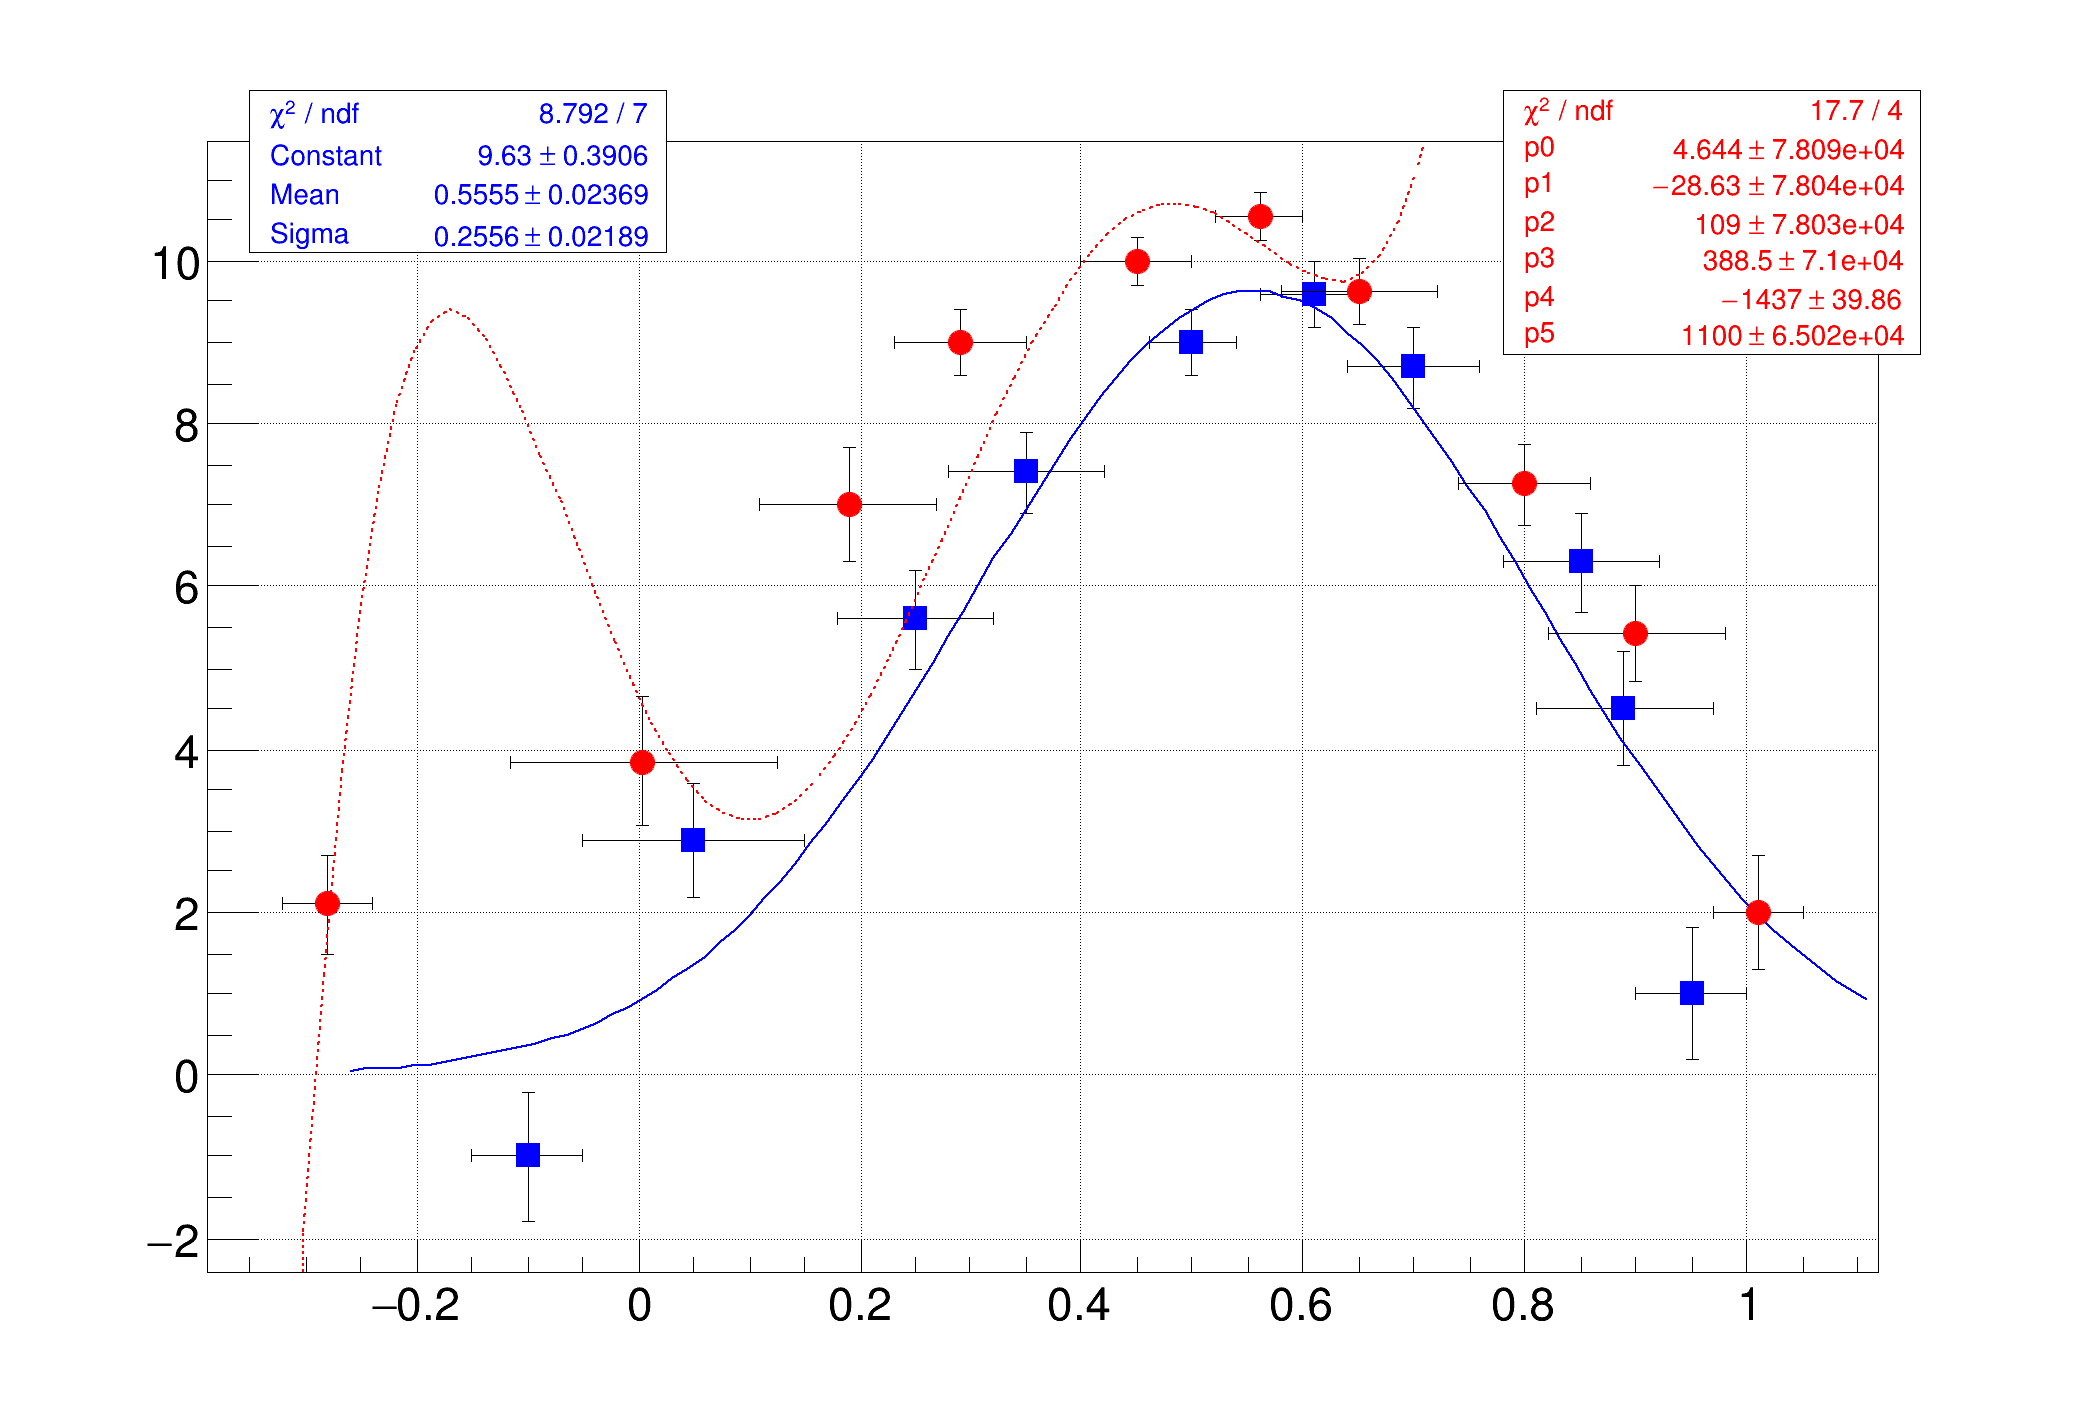 χ² / ndf 8.792 / 7
Constant 9.63 ± 0.3906
Mean 0.5555 ± 0.02369
Sigma 0.2556 ± 0.02189
χ² / ndf 17.7 / 4
p0 4.644 ± 7.809e+04
p1 −28.63 ± 7.804e+04
p2 109 ± 7.803e+04
p3 388.5 ± 7.1e+04
p4 −1437 ± 39.86
p5 1100 ± 6.502e+04
10
8
6
4
2
0
−2
−0.2 0 0.2 0.4 0.6 0.8 1